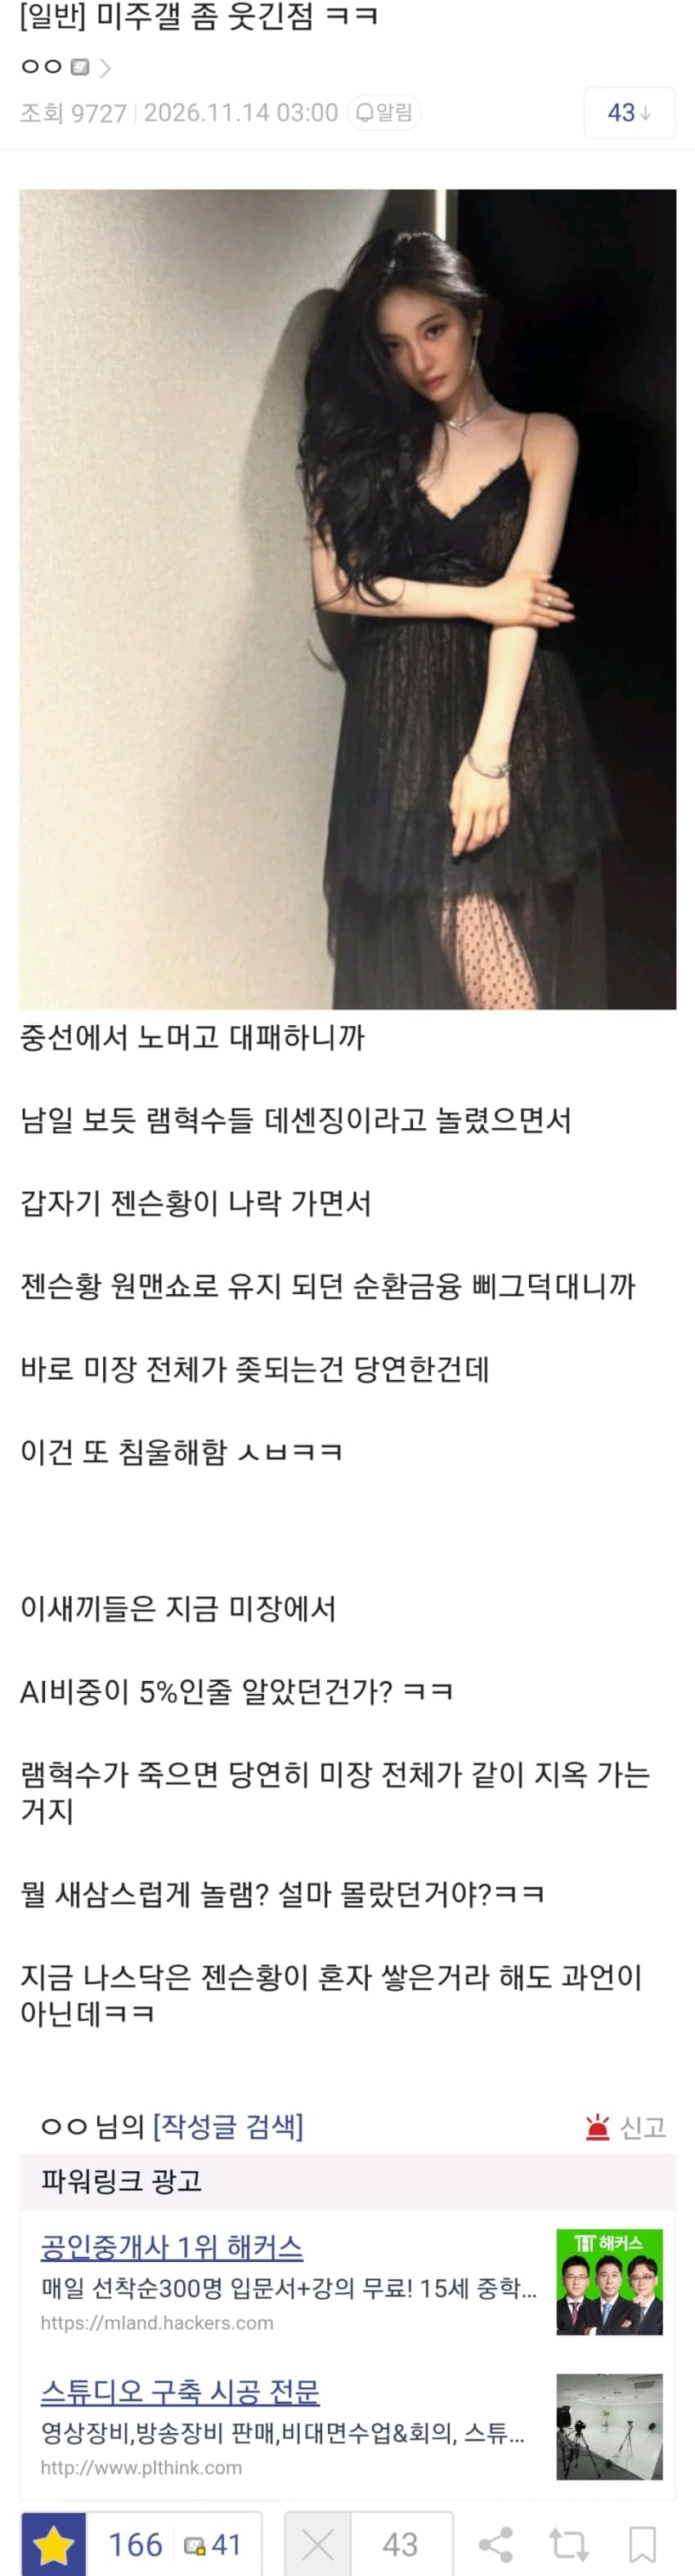 [일반] 미주갤 좀 웃긴점 ㅋㅋ
ㅇㅇ
조회 9727 2026.11.14 03:00 알림
43
중선에서 노머고 대패하니까
남일 보듯 램혁수들 데센징이라고 놀렸으면서
갑자기 젠슨황이 나락 가면서
젠슨황 원맨쇼로 유지 되던 순환금융 삐그덕대니까
바로 미장 전체가 좆되는건 당연한건데
이건 또 침울해함 ㅅㅂㅋㅋ
이새끼들은 지금 미장에서
AI비중이 5%인줄 알았던건가? ㅋㅋ
램혁수가 죽으면 당연히 미장 전체가 같이 지옥 가는
거지
뭘 새삼스럽게 놀램? 설마 몰랐던거야?ㅋㅋ
지금 나스닥은 젠슨황이 혼자 쌓은거라 해도 과언이
아닌데ㅋㅋ
ㅇㅇ 님의 [작성글 검색]
신고
파워링크 광고
공인중개사 1위 해커스
매일 선착순300명 입문서+강의 무료! 15세 중학...
https://mland.hackers.com
해커스
스튜디오 구축 시공 전문
영상장비,방송장비 판매,비대면수업&회의, 스튜...
http://www.plthink.com
166 41
43